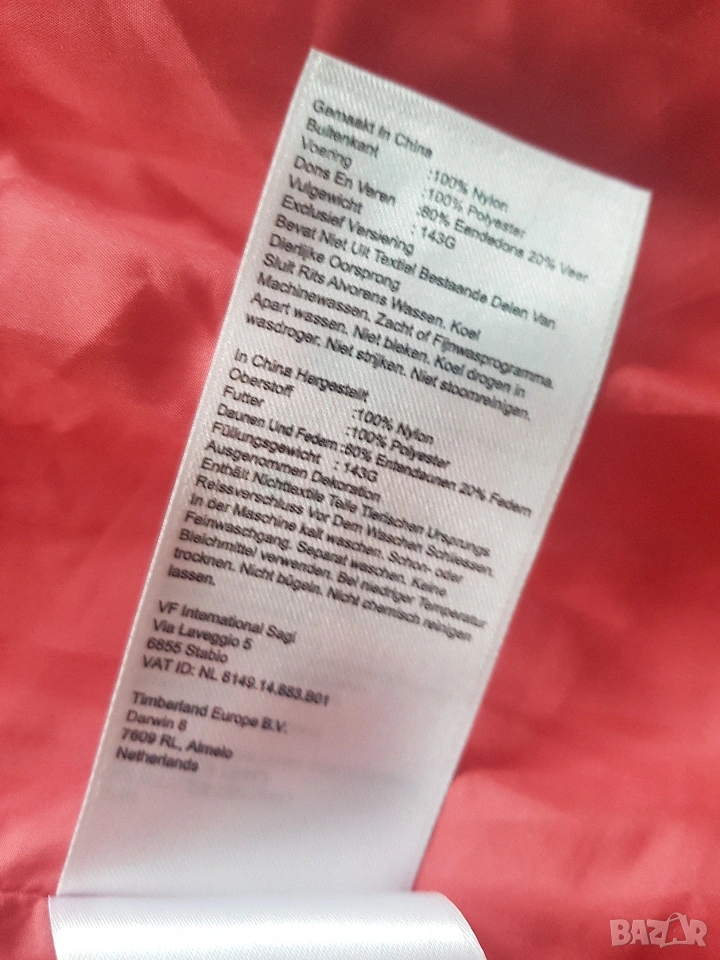 Gemaakt In China
Buitenkant :100% Nylon
Voering :100% Polyester
Dons En Veren :80% Eendedons 20% Veer
Vulgewicht : 143G
Exclusief Versiering
Bevat Niet Uit Textiel Bestaande Delen Van
Dierlijke Oorsprong
Sluit Rits Alvorens Wassen. Koel
Machinewassen. Zacht of Fijnwasprogramma.
Apart wassen. Niet bleken. Koel drogen in
wasdroger. Niet strijken. Niet stoomreinigen.
In China Hergestellt
Oberstoff :100% Nylon
Futter :100% Polyester
Daunen Und Federn :80% Entendaunen 20% Federn
Füllungsgewicht : 143G
Ausgenommen Dekoration
Enthält Nichttextile Teile Tierischen Ursprungs
Reissverschluss Vor Dem Waschen Schliessen.
In der Maschine kalt waschen. Schon- oder
Feinwaschgang. Separat waschen. Keine
Bleichmittel verwenden. Bei niedriger Temperatur
trocknen. Nicht bügeln. Nicht chemisch reinigen
lassen.
VF International Sagl
Via Laveggio 5
6855 Stabio
VAT ID: NL 8149.14.883.B01
Timberland Europe B.V.
Darwin 8
7609 RL, Almelo
Netherlands
BAZAR